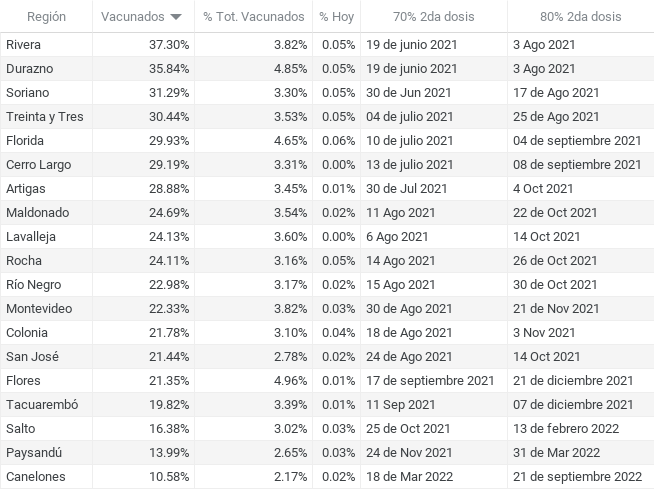 Región Vacunados % Tot. Vacunados % Hoy 70% 2da dosis 80% 2da dosis
Rivera 37.30% 3.82% 0.05% 19 de junio 2021 3 Ago 2021
Durazno 35.84% 4.85% 0.05% 19 de junio 2021 3 Ago 2021
Soriano 31.29% 3.30% 0.05% 30 de Jun 2021 17 de Ago 2021
Treinta y Tres 30.44% 3.53% 0.05% 04 de julio 2021 25 de Ago 2021
Florida 29.93% 4.65% 0.06% 10 de julio 2021 04 de septiembre 2021
Cerro Largo 29.19% 3.31% 0.00% 13 de julio 2021 08 de septiembre 2021
Artigas 28.88% 3.45% 0.01% 30 de Jul 2021 4 Oct 2021
Maldonado 24.69% 3.54% 0.02% 11 Ago 2021 22 de Oct 2021
Lavalleja 24.13% 3.60% 0.00% 6 Ago 2021 14 Oct 2021
Rocha 24.11% 3.16% 0.05% 14 Ago 2021 26 de Oct 2021
Río Negro 22.98% 3.17% 0.02% 15 Ago 2021 30 de Oct 2021
Montevideo 22.33% 3.82% 0.03% 30 de Ago 2021 21 de Nov 2021
Colonia 21.78% 3.10% 0.04% 18 de Ago 2021 3 Nov 2021
San José 21.44% 2.78% 0.02% 24 de Ago 2021 14 Oct 2021
Flores 21.35% 4.96% 0.01% 17 de septiembre 2021 21 de diciembre 2021
Tacuarembó 19.82% 3.39% 0.01% 11 Sep 2021 07 de diciembre 2021
Salto 16.38% 3.02% 0.03% 25 de Oct 2021 13 de febrero 2022
Paysandú 13.99% 2.65% 0.03% 24 de Nov 2021 31 de Mar 2022
Canelones 10.58% 2.17% 0.02% 18 de Mar 2022 21 de septiembre 2022